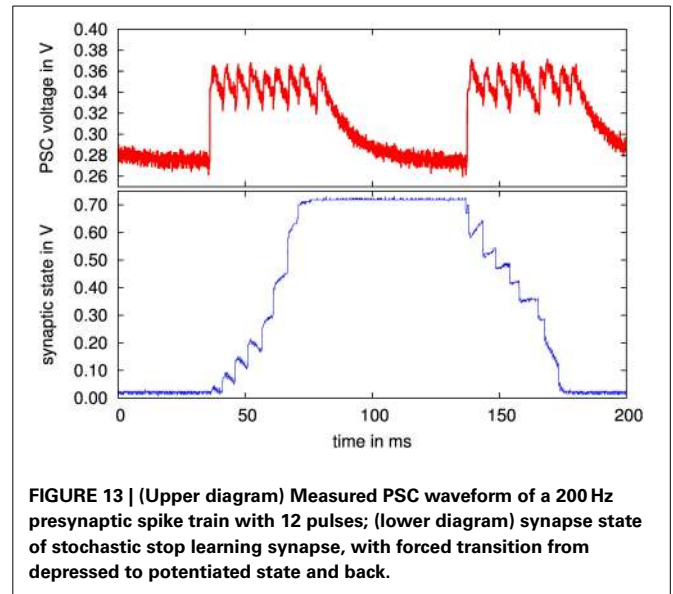 PSC voltage in V
0.40
0.38
0.36
0.34
0.32
0.30
0.28
0.26
synaptic state in V
0.70
0.60
0.50
0.40
0.30
0.20
0.10
0.00
0 50 100 150 200
time in ms
FIGURE 13 | (Upper diagram) Measured PSC waveform of a 200 Hz
presynaptic spike train with 12 pulses; (lower diagram) synapse state
of stochastic stop learning synapse, with forced transition from
depressed to potentiated state and back.